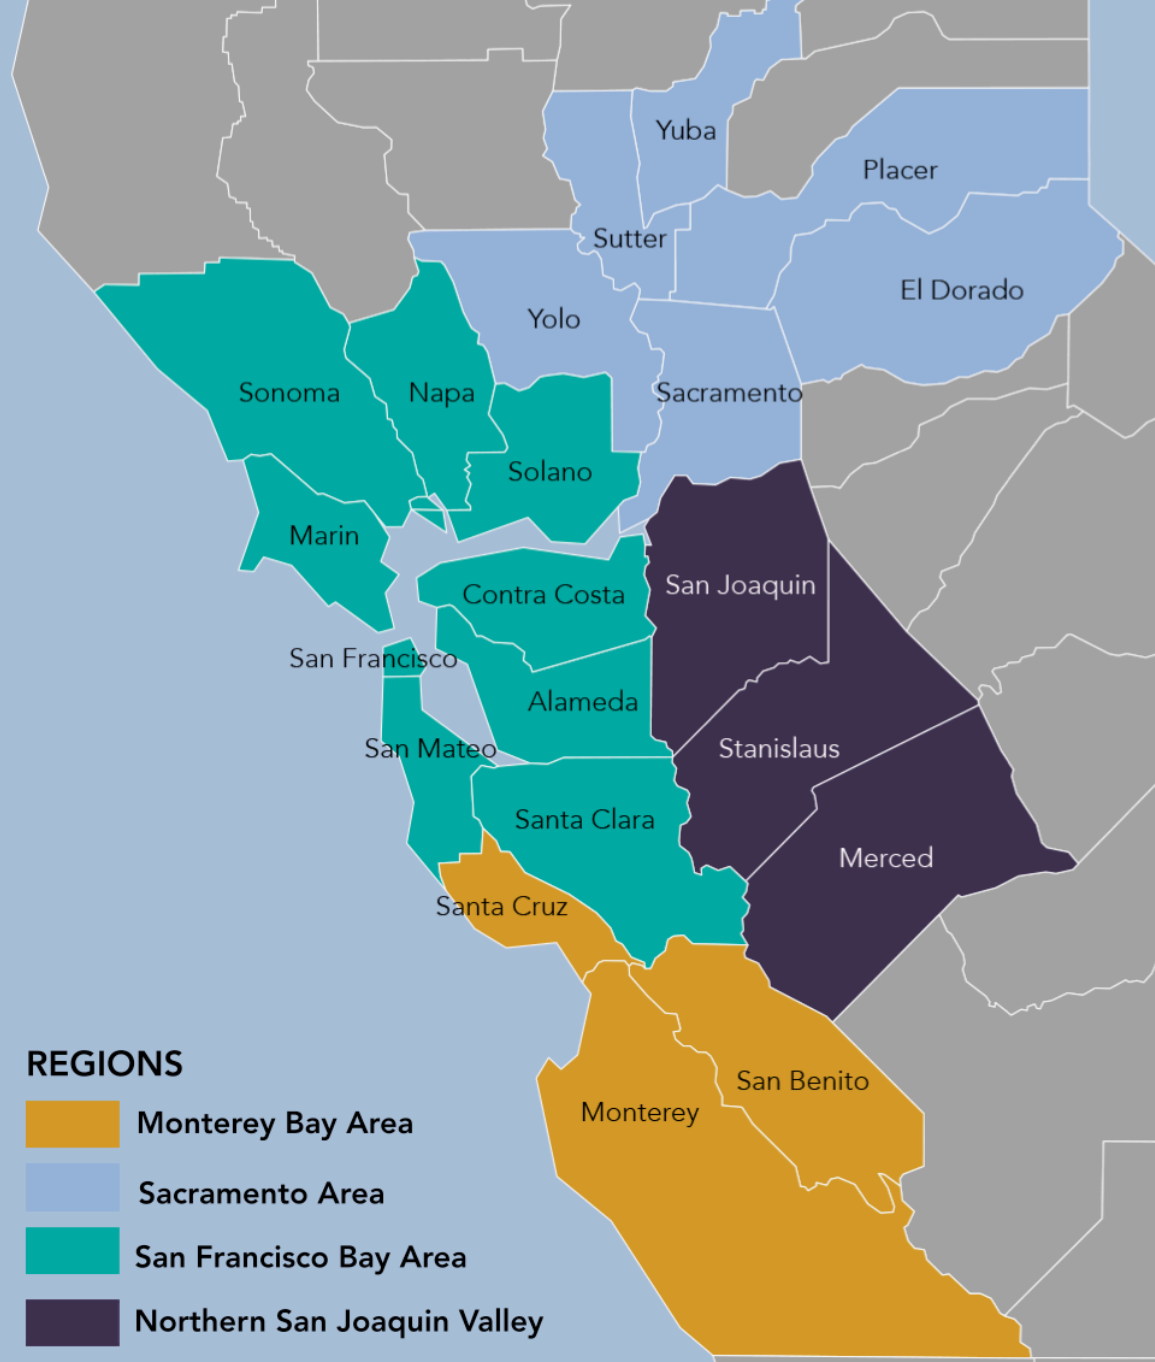 Yuba
Placer
Sutter
El Dorado
Yolo
Sonoma
Napa
Sacramento
Solano
Marin
San Joaquin
Contra Costa
San Francisco
Alameda
San Mateo
Stanislaus
Santa Clara
Merced
Santa Cruz
San Benito
Monterey
REGIONS
Monterey Bay Area
Sacramento Area
San Francisco Bay Area
Northern San Joaquin Valley